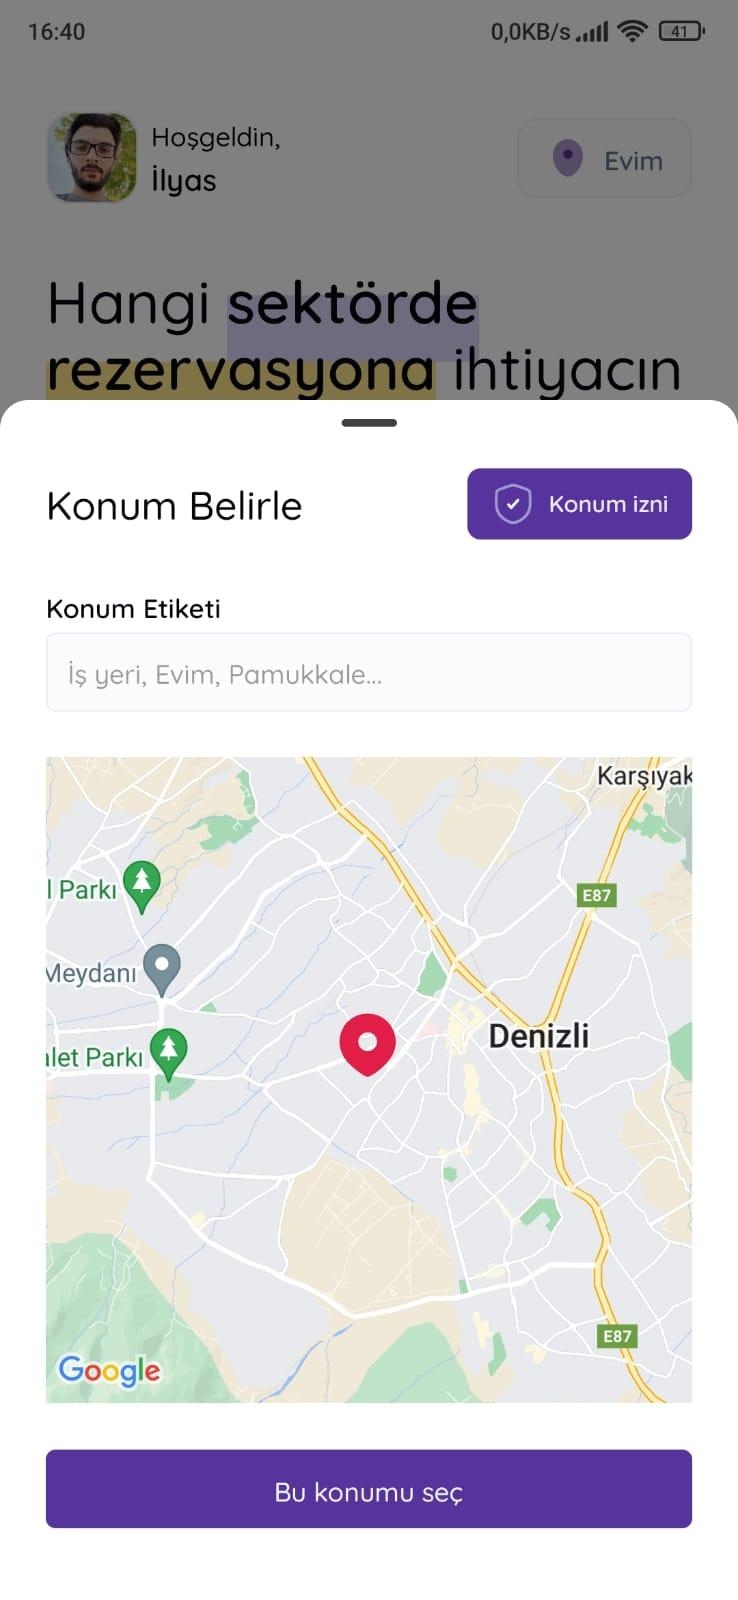 16:40
0,0KB/s
41
Hoşgeldin,
İlyas
Evim
Hangi sektörde
rezervasyona ihtiyacın
Konum Belirle
Konum izni
Konum Etiketi
İş yeri, Evim, Pamukkale...
Karşıyak
l Parkı
E87
Meydanı
Denizli
alet Parkı
E87
Google
Bu konumu seç